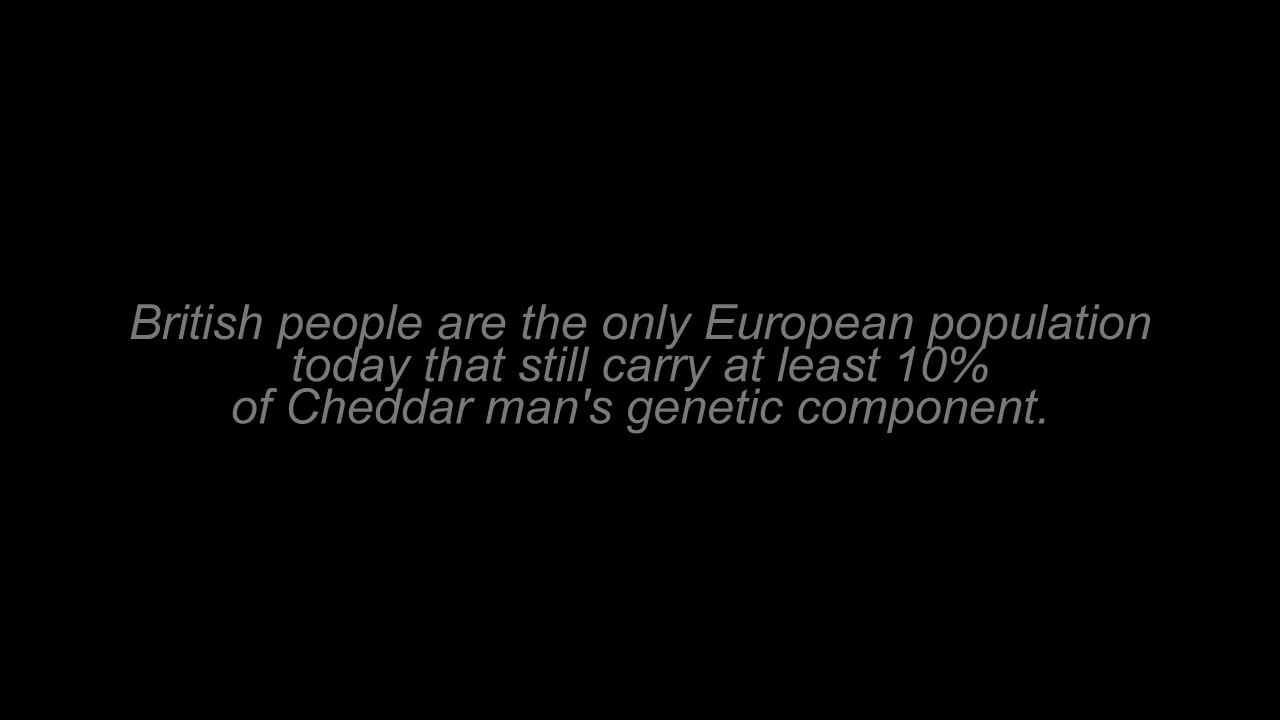 British people are the only European population
today that still carry at least 10%
of Cheddar man's genetic component.